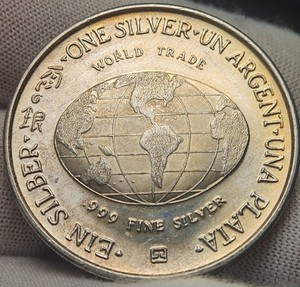 ONE SILVER · UN ARGENT · UNA PLATA · EIN SILBER
WORLD TRADE
.999 FINE SILVER